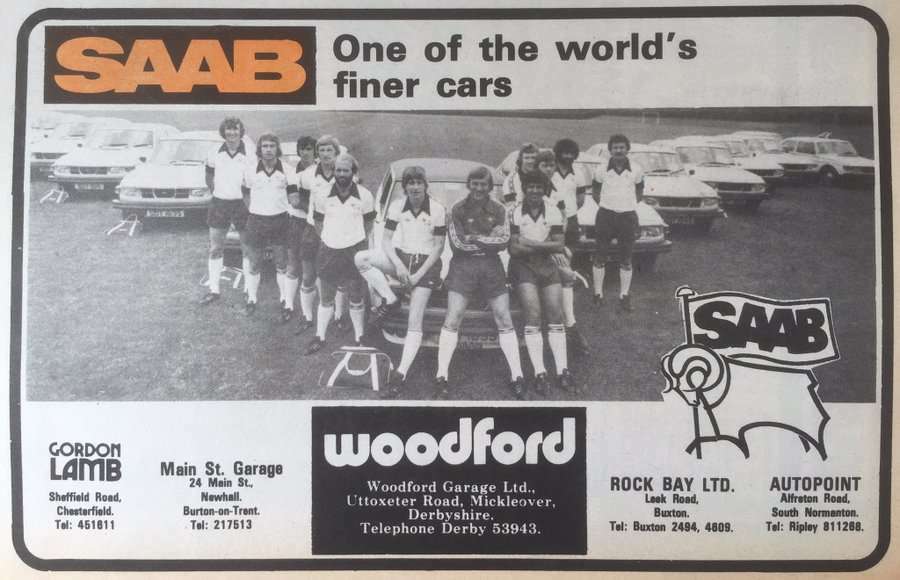 SAAB
One of the world's
finer cars
SAAB
GORDON
LAMB
Sheffield Road,
Chesterfield.
Tel: 451611
Main St. Garage
24 Main St.,
Newhall.
Burton-on-Trent.
Tel: 217513
woodford
Woodford Garage Ltd.,
Uttoxeter Road, Mickleover,
Derbyshire.
Telephone Derby 53943.
ROCK BAY LTD.
Leek Road,
Buxton.
Tel: Buxton 2494, 4609.
AUTOPOINT
Alfreton Road,
South Normanton.
Tel: Ripley 811268.